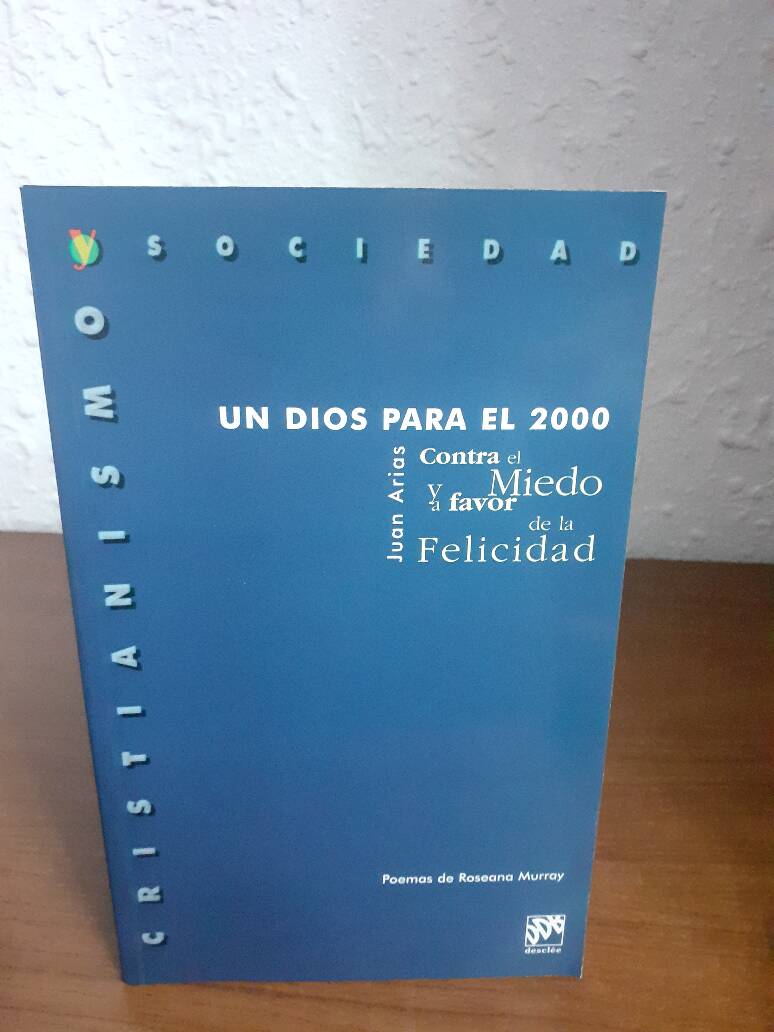 CRISTIANISMO
y SOCIEDAD
UN DIOS PARA EL 2000
Juan Arias
Contra el
Miedo
y a favor
de la
Felicidad
Poemas de Roseana Murray
DDB
desclée